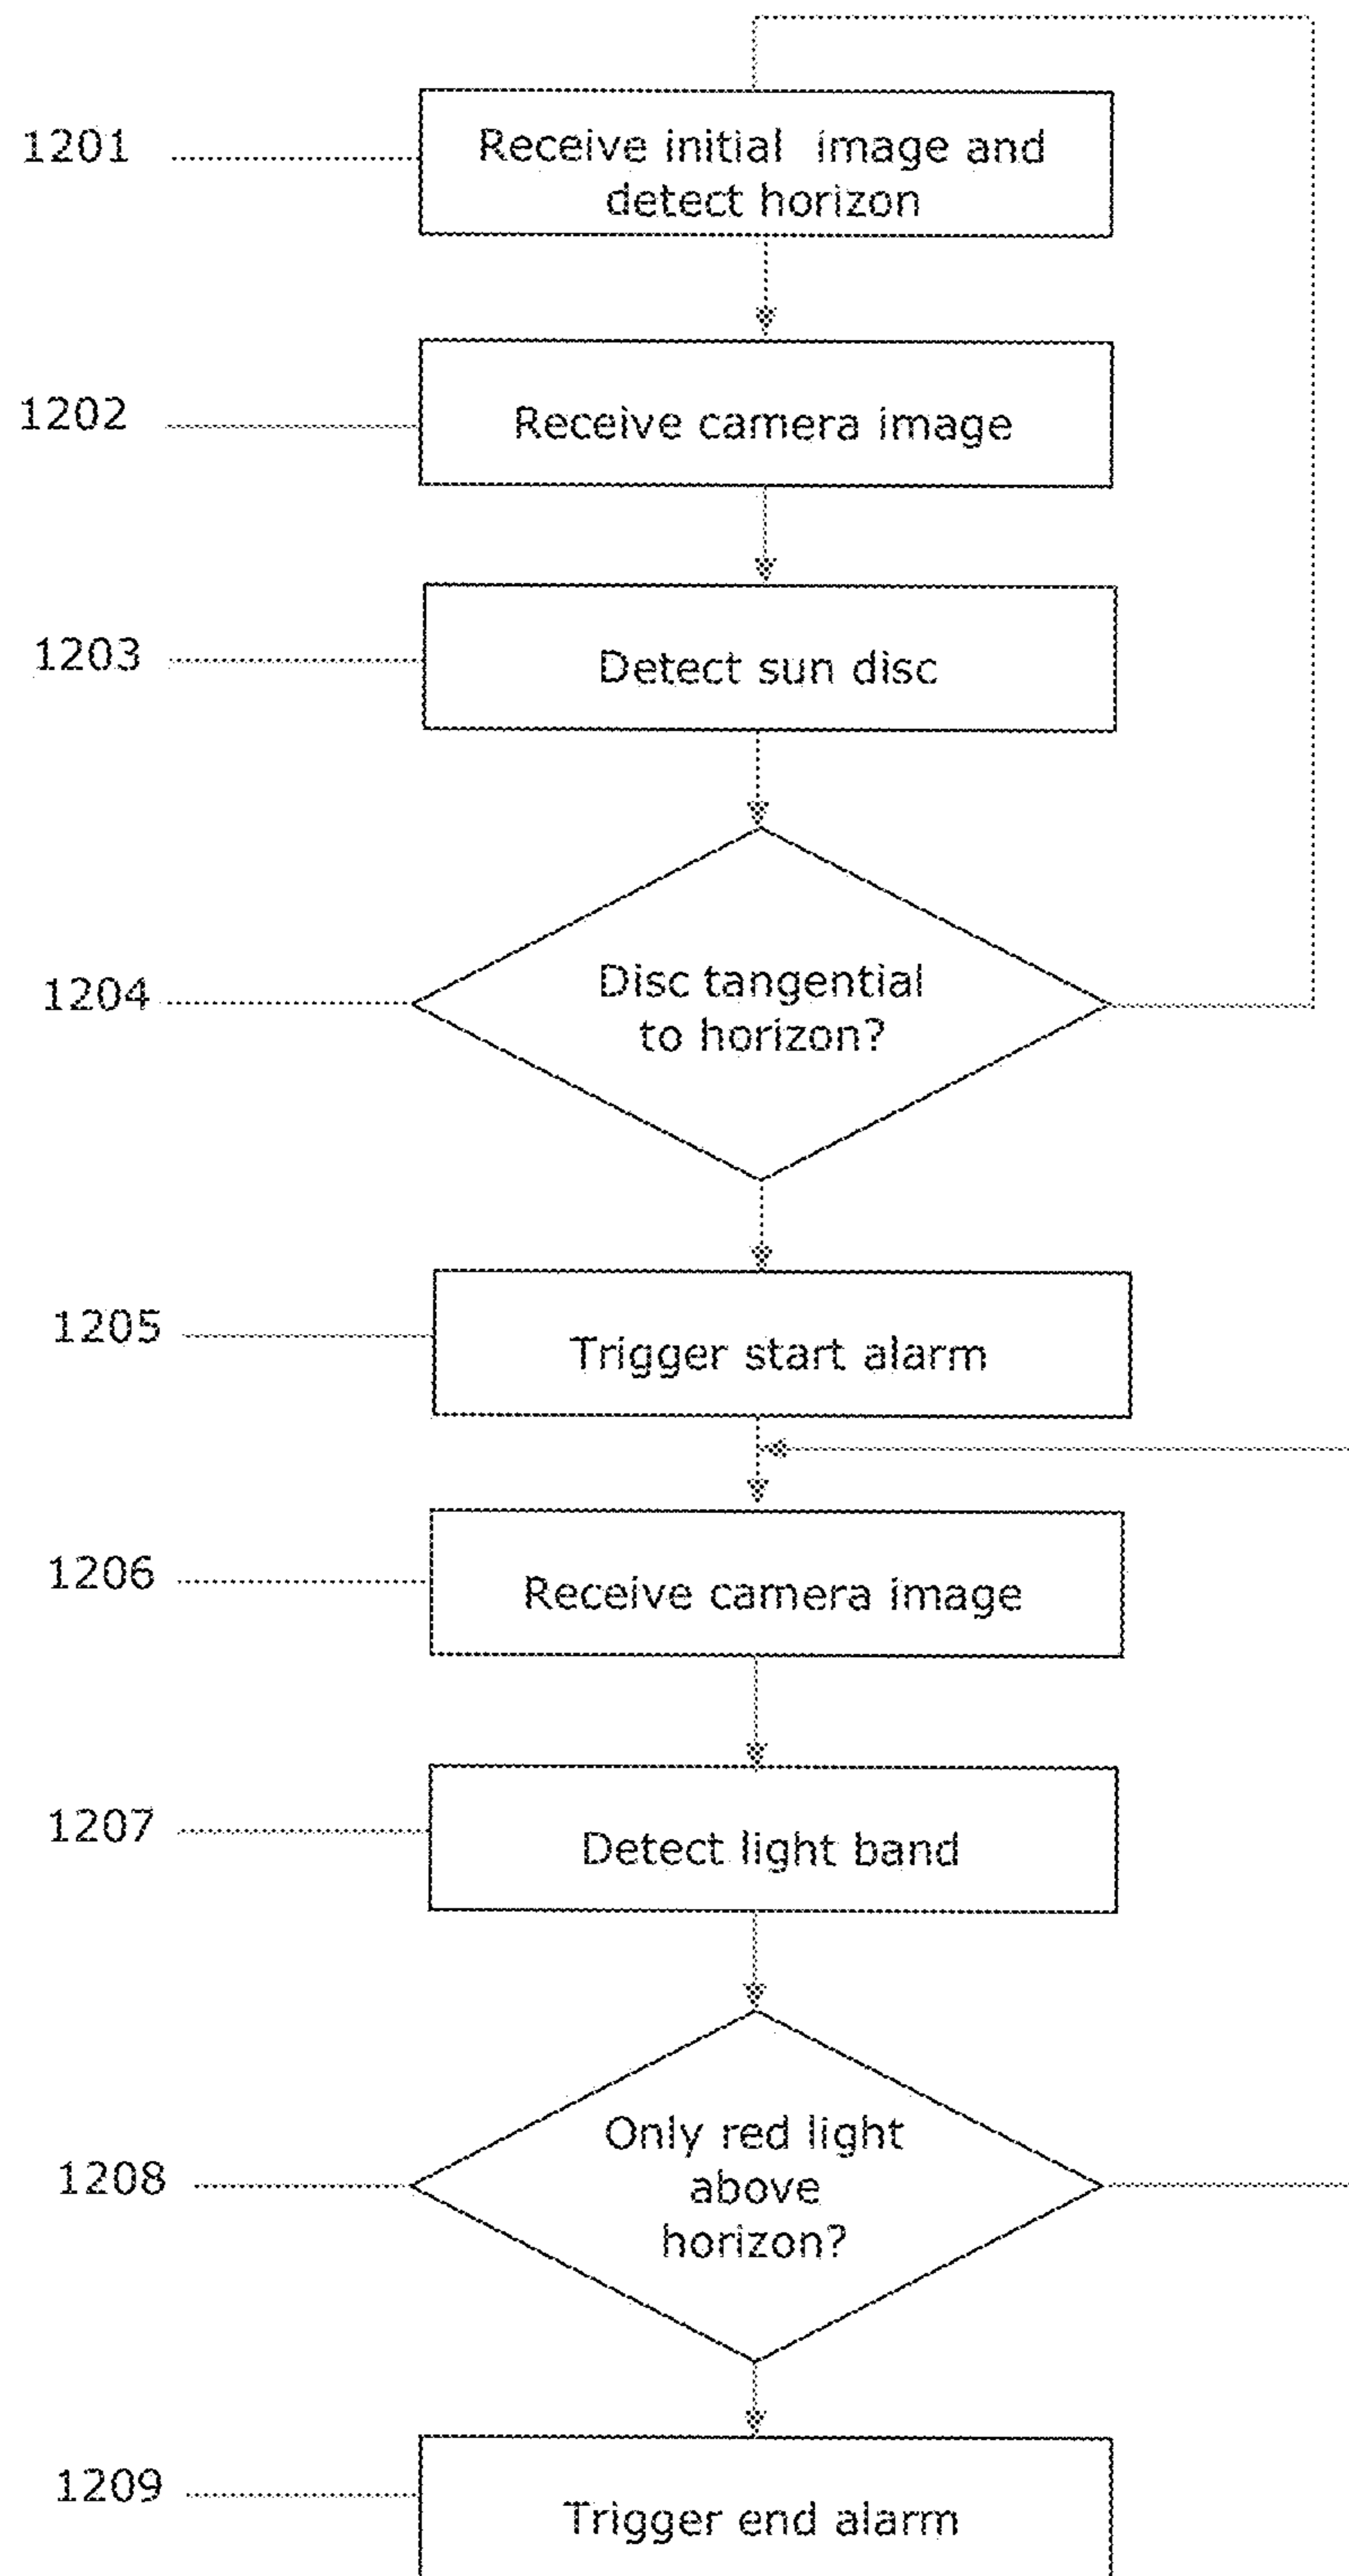 1201
Receive initial image and
detect horizon
1202
Receive camera image
1203
Detect sun disc
1204
Disc tangential
to horizon?
1205
Trigger start alarm
1206
Receive camera image
1207
Detect light band
1208
Only red light
above
horizon?
1209
Trigger end alarm